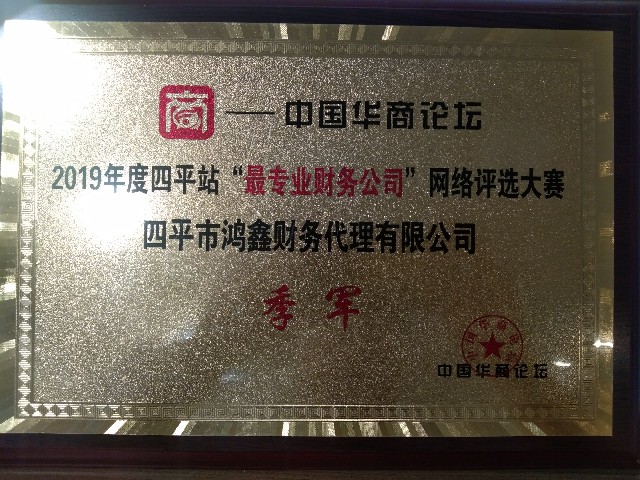 商——中国华商论坛
2019年度四平站“最专业财务公司”网络评选大赛
四平市鸿鑫财务代理有限公司
季军
中国华商论坛